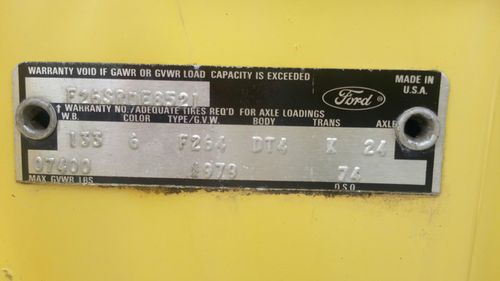 WARRANTY VOID IF GAWR OR GVWR LOAD CAPACITY IS EXCEEDED
Ford ®
MADE IN
U.S.A.
↑ WARRANTY NO./ADEQUATE TIRES REQ'D FOR AXLE LOADINGS
W.B. COLOR TYPE/G.V.W. BODY TRANS AXLE
133 6 F264 DT4 K 24
07400 74
MAX GVWR LBS D.S.O.